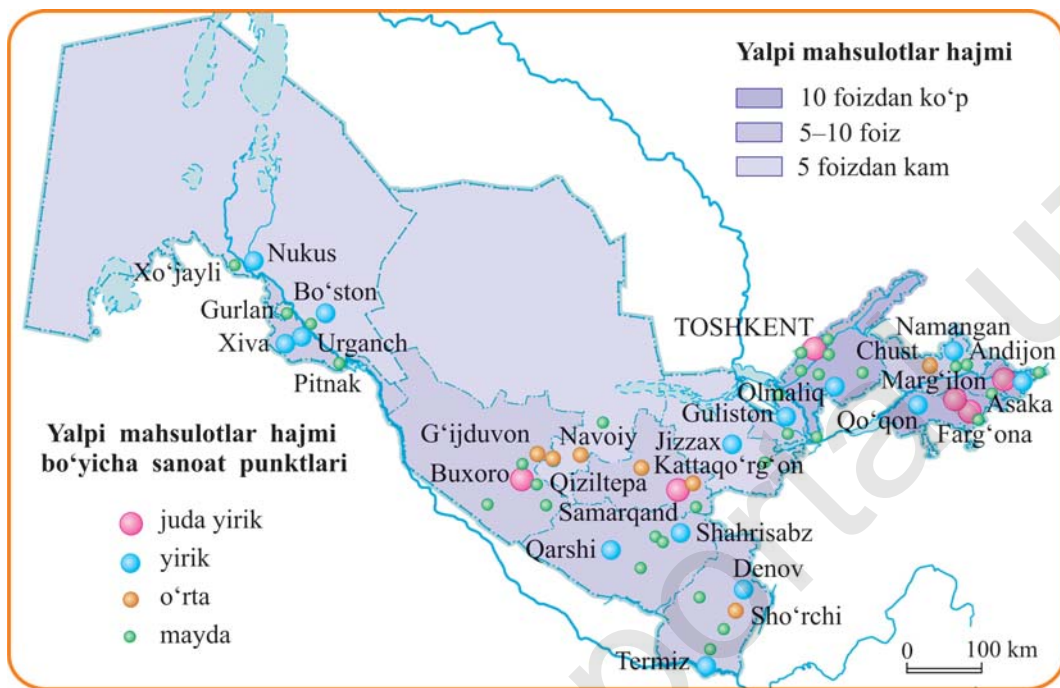 Yalpi mahsulotlar hajmi
10 foizdan ko‘p
5–10 foiz
5 foizdan kam
Nukus
Xo‘jayli
Bo‘ston
Gurlan
Xiva
Urganch
Pitnak
TOSHKENT
Namangan
Chust
Andijon
Marg‘ilon
Olmaliq
Asaka
Guliston
Qo‘qon
Farg‘ona
G‘ijduvon
Navoiy
Jizzax
Buxoro
Qiziltepa
Kattaqo‘rg‘on
Samarqand
Shahrisabz
Qarshi
Denov
Sho‘rchi
Termiz
Yalpi mahsulotlar hajmi
bo‘yicha sanoat punktlari
juda yirik
yirik
o‘rta
mayda
0 100 km
portal.uz